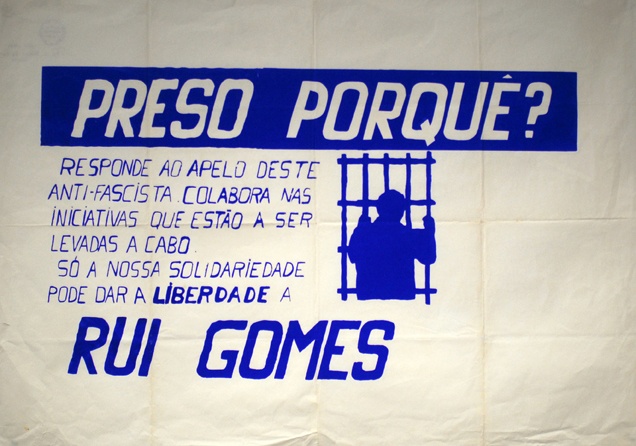 PRESO PORQUÊ?
RESPONDE AO APELO DESTE
ANTI-FASCISTA. COLABORA NAS
INICIATIVAS QUE ESTÃO A SER
LEVADAS A CABO.
SÓ A NOSSA SOLIDARIEDADE
PODE DAR A LIBERDADE A
RUI GOMES